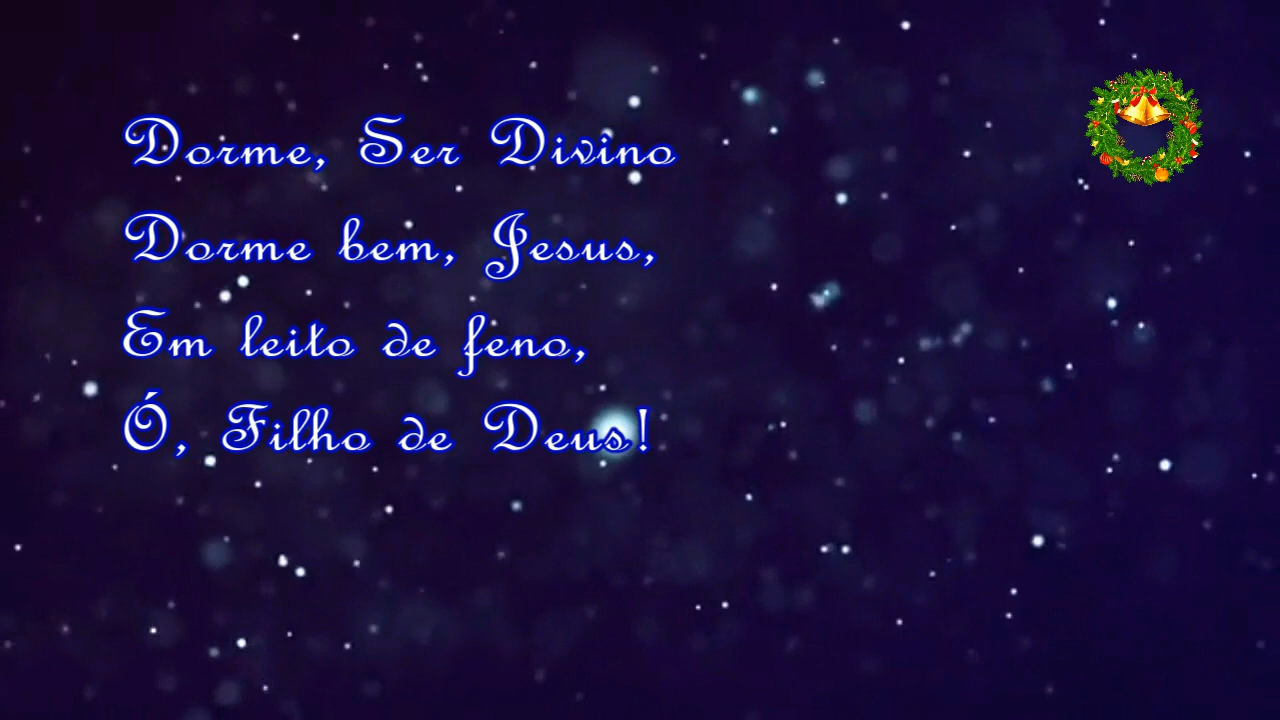 Dorme, Ser Divino
Dorme bem, Jesus,
Em leito de feno,
Ó, Filho de Deus!